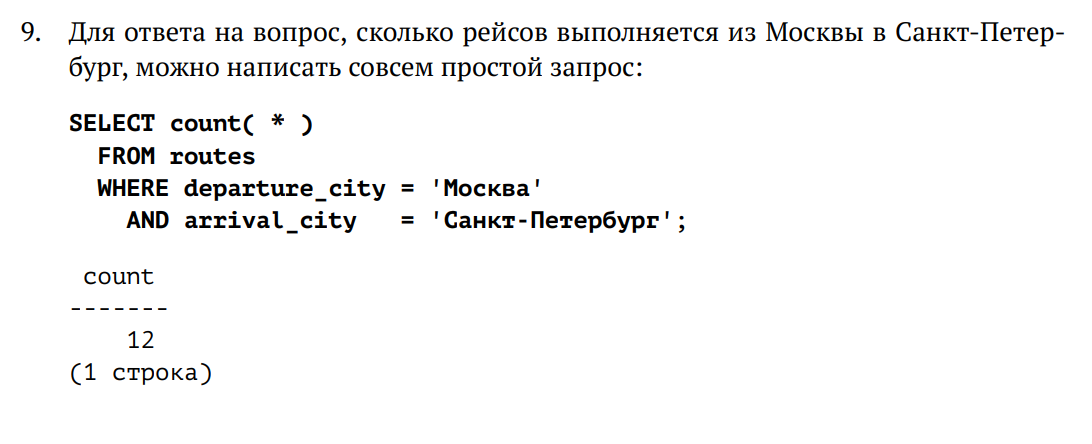 9. Для ответа на вопрос, сколько рейсов выполняется из Москвы в Санкт-Петер-
бург, можно написать совсем простой запрос:
SELECT count( * )
  FROM routes
  WHERE departure_city = 'Москва'
    AND arrival_city   = 'Санкт-Петербург';
 count
-------
    12
(1 строка)